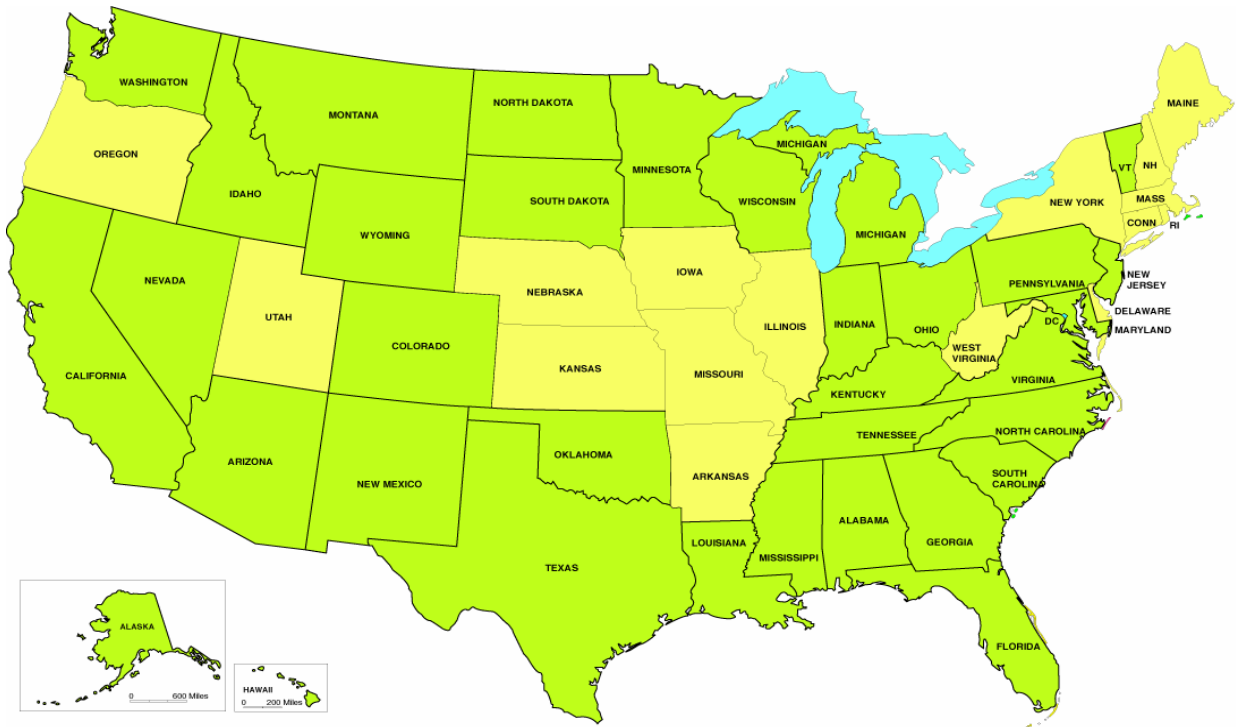 WASHINGTON
MONTANA
NORTH DAKOTA
MINNESOTA
MICHIGAN
MAINE
OREGON
IDAHO
SOUTH DAKOTA
WISCONSIN
MICHIGAN
VT
NH
NEW YORK
MASS
CONN
RI
WYOMING
NEVADA
UTAH
COLORADO
NEBRASKA
IOWA
ILLINOIS
INDIANA
OHIO
PENNSYLVANIA
NEW
JERSEY
DELAWARE
MARYLAND
DC
WEST
VIRGINIA
VIRGINIA
CALIFORNIA
KANSAS
MISSOURI
KENTUCKY
ARIZONA
NEW MEXICO
OKLAHOMA
ARKANSAS
TENNESSEE
NORTH CAROLINA
SOUTH
CAROLINA
TEXAS
LOUISIANA
MISSISSIPPI
ALABAMA
GEORGIA
FLORIDA
ALASKA
0 600 Miles
HAWAII
0 200 Miles